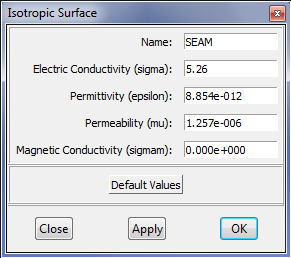 Isotropic Surface
Name: SEAM
Electric Conductivity (sigma): 5.26
Permittivity (epsilon): 8.854e-012
Permeability (mu): 1.257e-006
Magnetic Conductivity (sigmam): 0.000e+000
Default Values
Close Apply OK